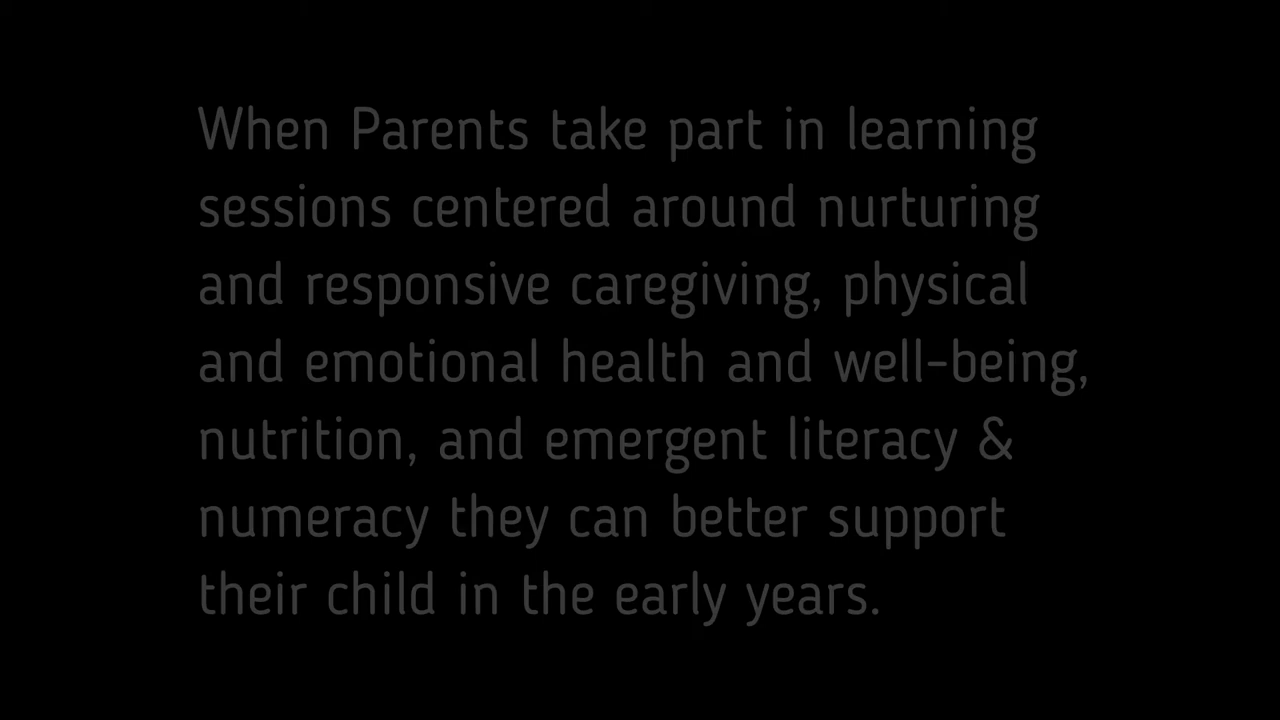 When Parents take part in learning
sessions centered around nurturing
and responsive caregiving, physical
and emotional health and well-being,
nutrition, and emergent literacy &
numeracy they can better support
their child in the early years.